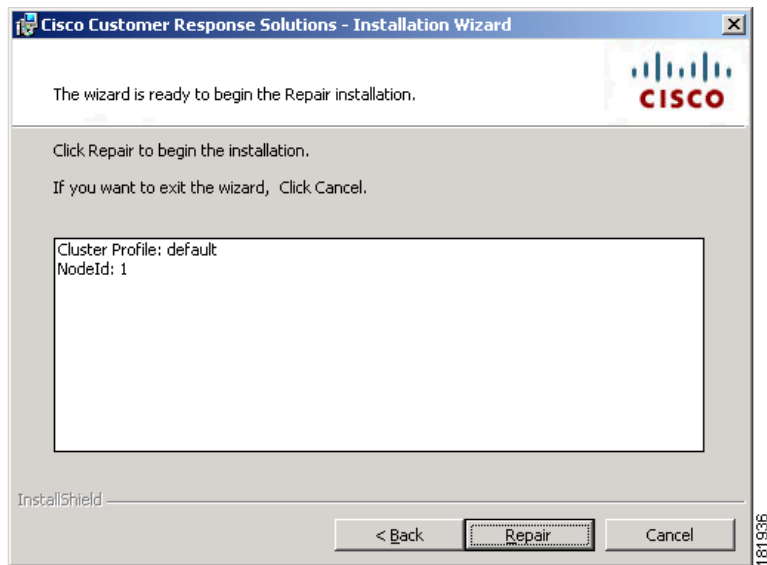 Cisco Customer Response Solutions - Installation Wizard
The wizard is ready to begin the Repair installation.
CISCO
Click Repair to begin the installation.
If you want to exit the wizard, Click Cancel.
Cluster Profile: default
NodeId: 1
InstallShield
< Back
Repair
Cancel
181936